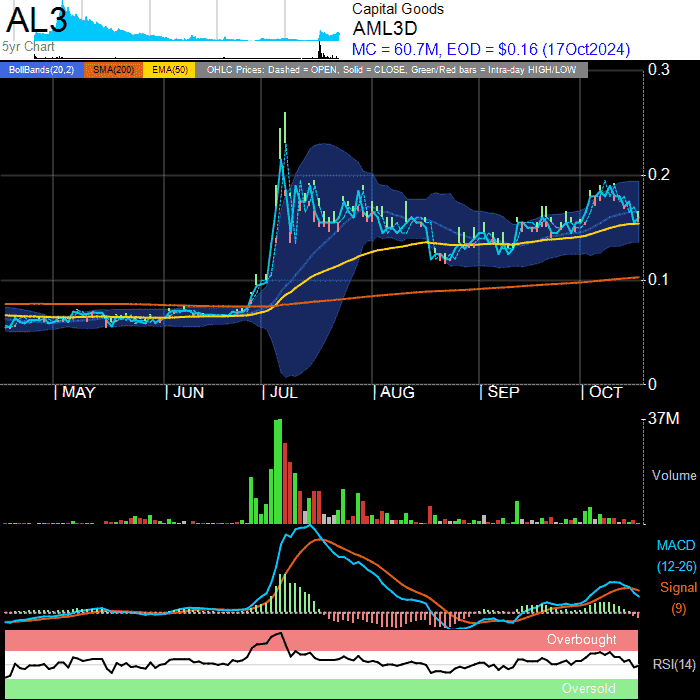 AL3
5yr Chart
Capital Goods
AML3D
MC = 60.7M, EOD = $0.16 (17Oct2024)
BollBands(20,2) SMA(200) EMA(50) OHLC Prices: Dashed = OPEN, Solid = CLOSE, Green/Red bars = Intra-day HIGH/LOW
0.3
0.2
0.1
0
MAY JUN JUL AUG SEP OCT
37M
Volume
MACD
(12-26)
Signal
(9)
Overbought
RSI(14)
Oversold